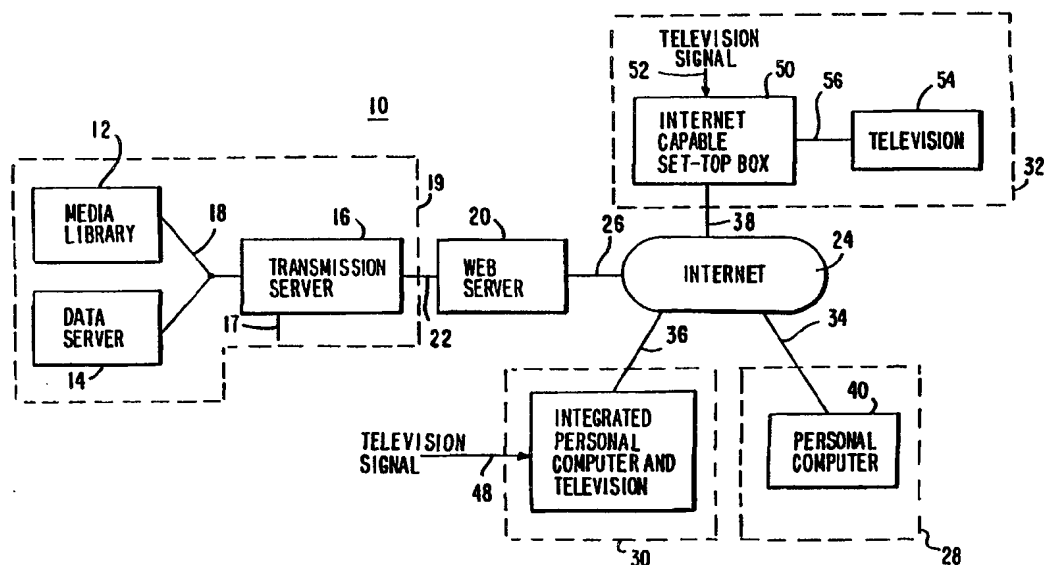 10
12
MEDIA
LIBRARY
18
DATA
SERVER
14
16
TRANSMISSION
SERVER
17
19
22
20
WEB
SERVER
26
INTERNET
24
TELEVISION
SIGNAL
52
50
INTERNET
CAPABLE
SET-TOP BOX
56
54
TELEVISION
32
38
36
34
TELEVISION
SIGNAL
48
INTEGRATED
PERSONAL
COMPUTER AND
TELEVISION
30
40
PERSONAL
COMPUTER
28